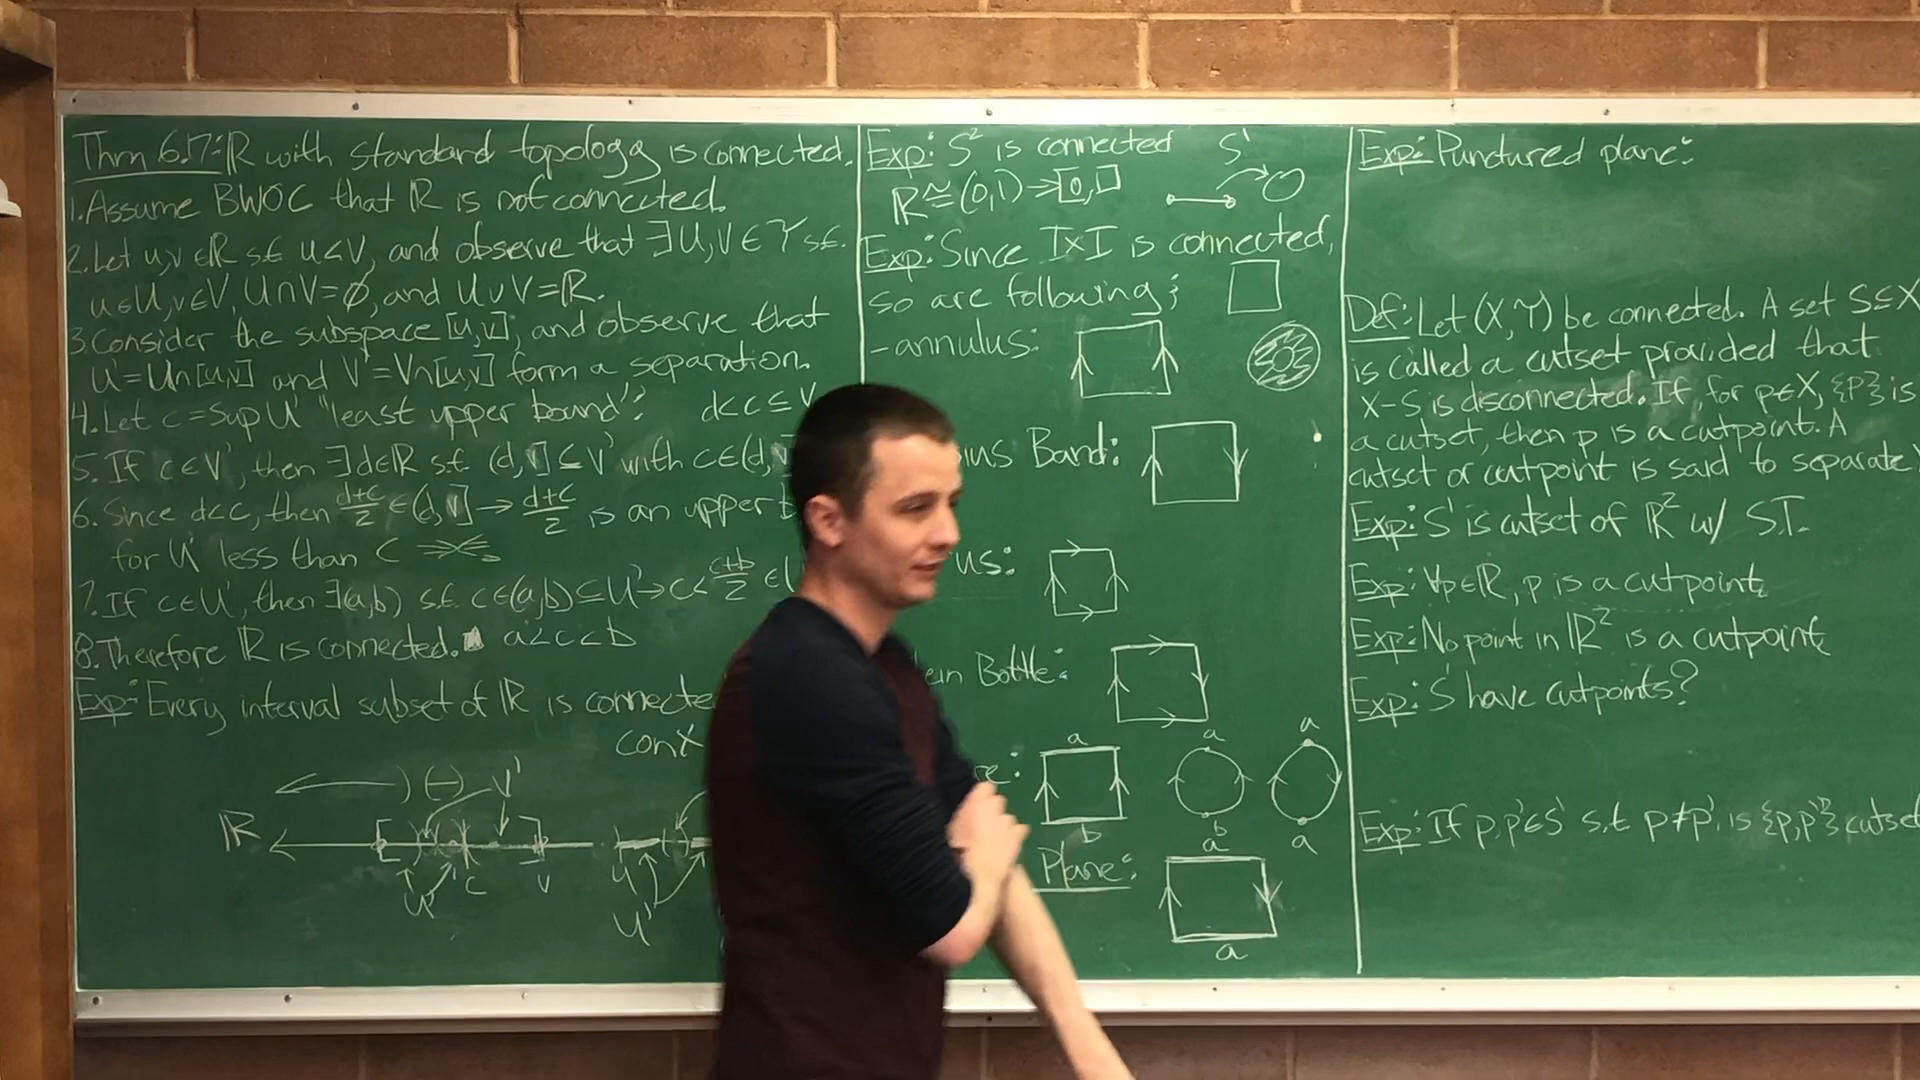 Thm 6.7: ℝ with standard topology is connected.
1. Assume BWOC that ℝ is not connected.
2. Let u,v ∈ ℝ s.t. u < v, and observe that ∃ U,V ∈ Υ s.t.
u ∈ U, v ∈ V, U∩V=∅, and U∪V=ℝ.
3. Consider the subspace [u,v], and observe that
U'=U∩[u,v] and V'=V∩[u,v] form a separation.
4. Let c = sup U' "least upper bound": d<c≤v
5. If c∈V', then ∃d∈ℝ s.t. (d,v]⊆V' with c∈(d,
6. Since d<c, then (d+c)/2 ∈ (d,v] → (d+c)/2 is an upper
for U' less than c
7. If c∈U', then ∃(a,b) s.t. c∈(a,b)⊆U' → c < (c+b)/2 ∈
8. Therefore ℝ is connected. a<c<b
Exp: Every interval subset of ℝ is
conx
) (–) V'
ℝ [ ) ( ) ]
U' c v
U'
Exp: S² is connected S¹
ℝ≅(0,1)⇒[0,1]
Exp: Since I×I is connected,
so are following;
-annulus:
Band:
Bottle:
a a a
b b a
Plane: a
a
Exp: Punctured plane:
Def: Let (X,Υ) be connected. A set S⊆X
is called a cutset provided that
X-S is disconnected. If, for p∈X, {p} is
a cutset, then p is a cutpoint. A
cutset or cutpoint is said to separate
Exp: S¹ is cutset of ℝ² w/ S.T.
Exp: ∀p∈ℝ, p is a cutpoint
Exp: No point in ℝ² is a cutpoint
Exp: S¹ have cutpoints?
Exp: If p,p'∈S¹ s.t p≠p', is {p,p'} cutset